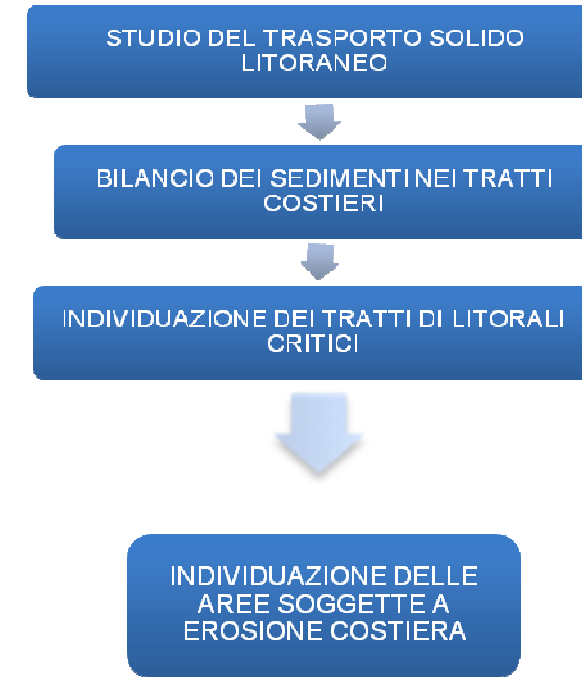 STUDIO DEL TRASPORTO SOLIDO
LITORANEO
BILANCIO DEI SEDIMENTI NEI TRATTI
COSTIERI
INDIVIDUAZIONE DEI TRATTI DI LITORALI
CRITICI
INDIVIDUAZIONE DELLE
AREE SOGGETTE A
EROSIONE COSTIERA